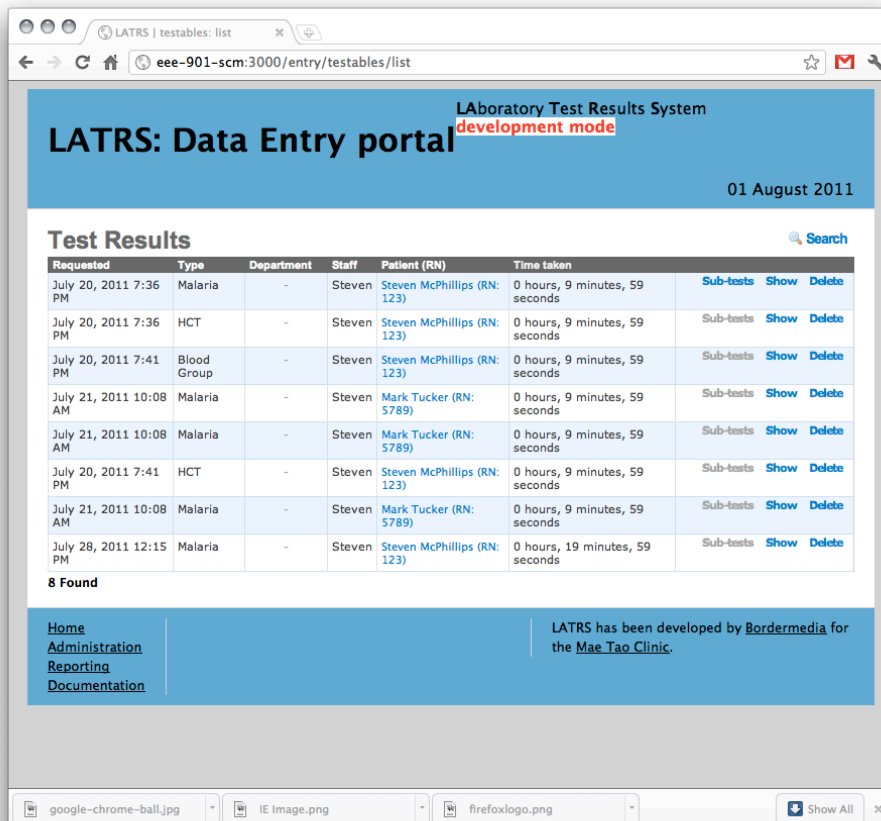 LATRS | testables: list
eee-901-scm:3000/entry/testables/list
LAboratory Test Results System
LATRS: Data Entry portal
development mode
01 August 2011
Test Results
Search
Requested Type Department Staff Patient (RN) Time taken
July 20, 2011 7:36 Malaria - Steven Steven McPhillips (RN: 0 hours, 9 minutes, 59 Sub-tests Show Delete
PM 123) seconds
July 20, 2011 7:36 HCT - Steven Steven McPhillips (RN: 0 hours, 9 minutes, 59 Sub-tests Show Delete
PM 123) seconds
July 20, 2011 7:41 Blood - Steven Steven McPhillips (RN: 0 hours, 9 minutes, 59 Sub-tests Show Delete
PM Group 123) seconds
July 21, 2011 10:08 Malaria - Steven Mark Tucker (RN: 0 hours, 9 minutes, 59 Sub-tests Show Delete
AM 5789) seconds
July 21, 2011 10:08 Malaria - Steven Mark Tucker (RN: 0 hours, 9 minutes, 59 Sub-tests Show Delete
AM 5789) seconds
July 20, 2011 7:41 HCT - Steven Steven McPhillips (RN: 0 hours, 9 minutes, 59 Sub-tests Show Delete
PM 123) seconds
July 21, 2011 10:08 Malaria - Steven Mark Tucker (RN: 0 hours, 9 minutes, 59 Sub-tests Show Delete
AM 5789) seconds
July 28, 2011 12:15 Malaria - Steven Steven McPhillips (RN: 0 hours, 19 minutes, 59 Sub-tests Show Delete
PM 123) seconds
8 Found
Home
Administration
Reporting
Documentation
LATRS has been developed by Bordermedia for
the Mae Tao Clinic.
google-chrome-ball.jpg
IE Image.png
firefoxlogo.png
Show All